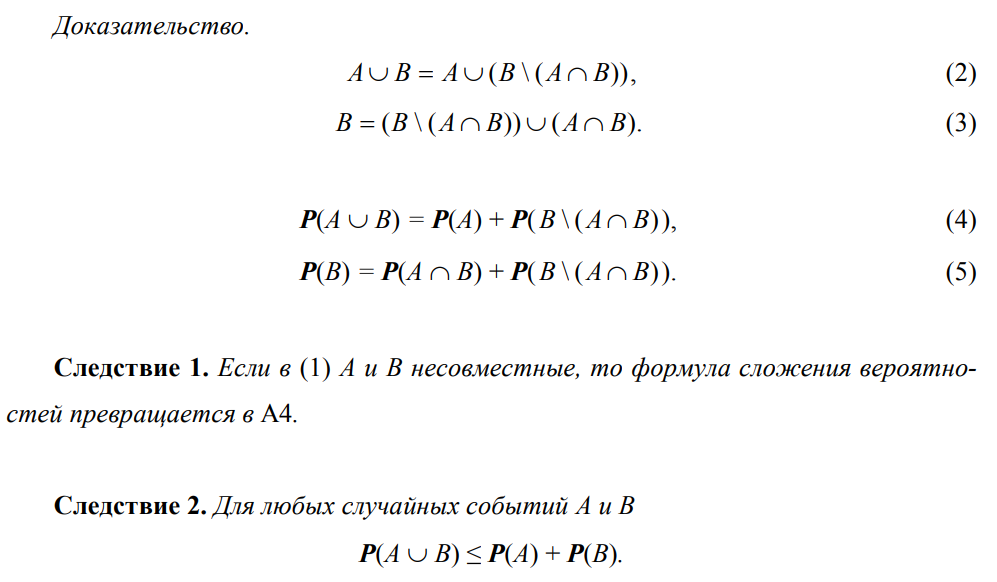 Доказательство.
A ∪ B = A ∪ (B \ (A ∩ B)), (2)
B = (B \ (A ∩ B)) ∪ (A ∩ B). (3)
P(A ∪ B) = P(A) + P(B \ (A ∩ B)), (4)
P(B) = P(A ∩ B) + P(B \ (A ∩ B)). (5)
Следствие 1. Если в (1) A и B несовместные, то формула сложения вероятно-
стей превращается в А4.
Следствие 2. Для любых случайных событий A и B
P(A ∪ B) ≤ P(A) + P(B).